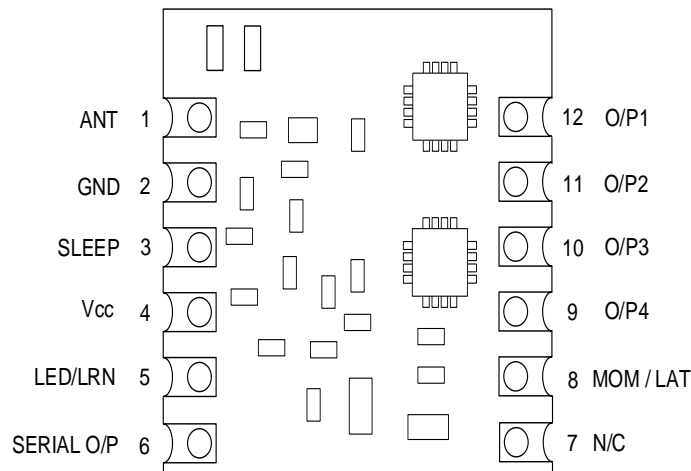 ANT 1
GND 2
SLEEP 3
Vcc 4
LED/LRN 5
SERIAL O/P 6
12 O/P1
11 O/P2
10 O/P3
9 O/P4
8 MOM / LAT
7 N/C